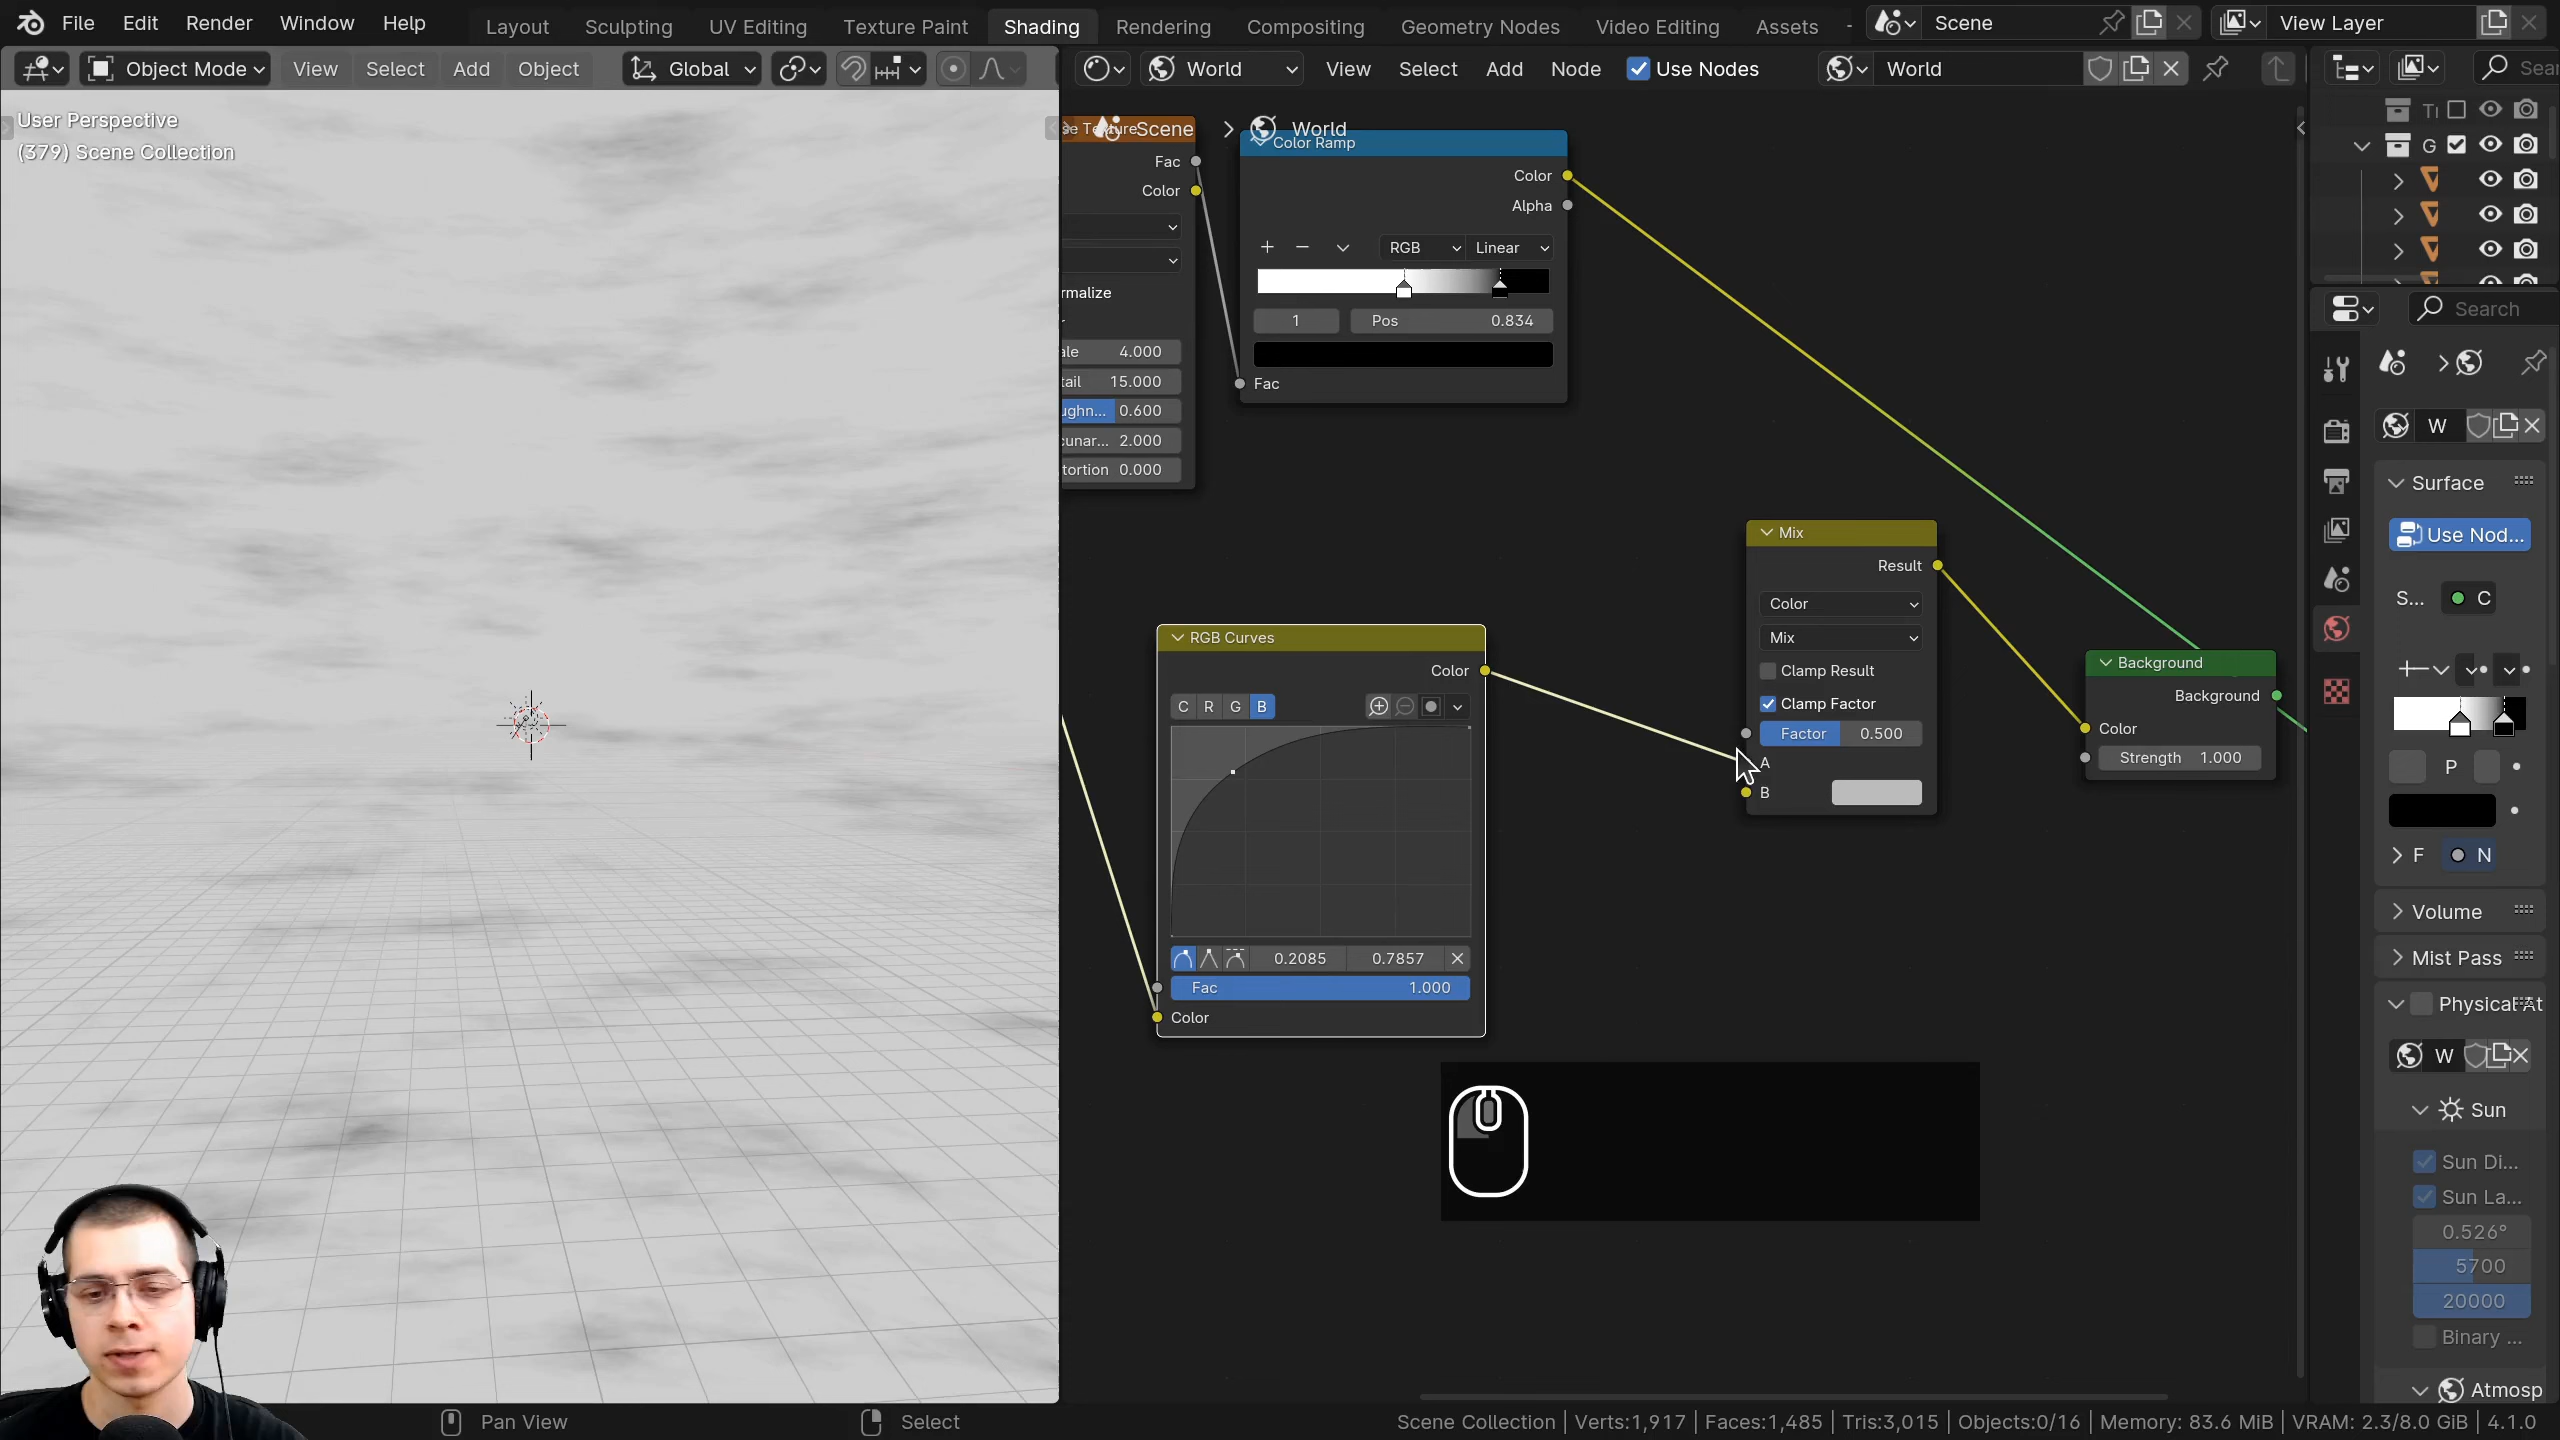 File Edit Render Window Help Layout Sculpting UV Editing Texture Paint Shading Rendering Compositing Geometry Nodes Video Editing Assets Scene View Layer
Object Mode View Select Add Object Global World View Select Add Node Use Nodes World
User Perspective
(379) Scene Collection
Scene > World
Fac
Color
rmalize
ale 4.000
tail 15.000
ughn... 0.600
cunar... 2.000
tortion 0.000
Color Ramp
Color
Alpha
RGB Linear
1 Pos 0.834
Fac
Mix
Result
Color
Mix
Clamp Result
Clamp Factor
Factor 0.500
A
B
RGB Curves
Color
C R G B
0.2085 0.7857
Fac 1.000
Color
Background
Background
Color
Strength 1.000
G
Search
W
Surface
Use Nod...
S... C
P
F N
Volume
Mist Pass
Physical At
W
Sun
Sun Di...
Sun La...
0.526°
5700
20000
Binary ...
Atmosp
Pan View Select Scene Collection | Verts:1,917 | Faces:1,485 | Tris:3,015 | Objects:0/16 | Memory: 83.6 MiB | VRAM: 2.3/8.0 GiB | 4.1.0